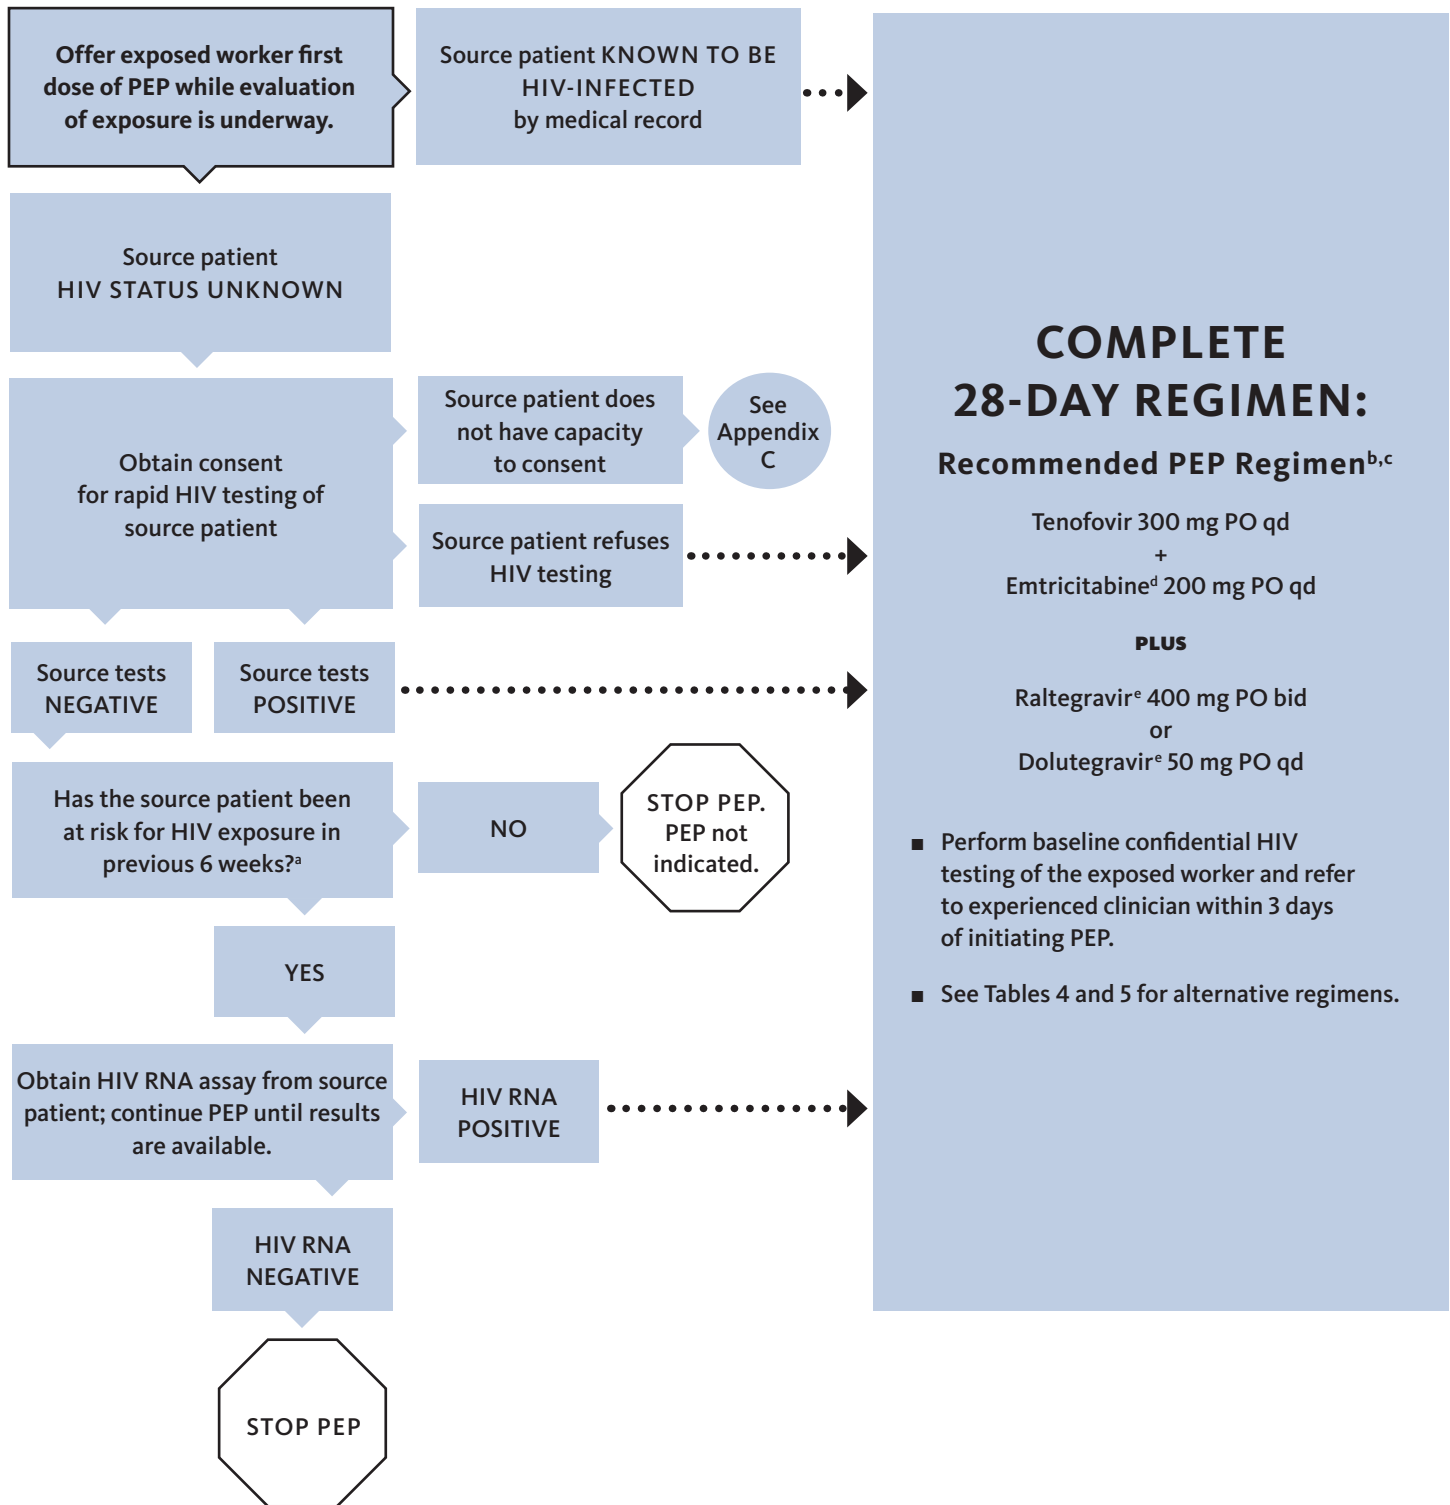 Offer exposed worker first
dose of PEP while evaluation
of exposure is underway.
Source patient KNOWN TO BE
HIV-INFECTED
by medical record
Source patient
HIV STATUS UNKNOWN
Obtain consent
for rapid HIV testing of
source patient
Source patient does
not have capacity
to consent
See
Appendix
C
Source patient refuses
HIV testing
Source tests
NEGATIVE
Source tests
POSITIVE
Has the source patient been
at risk for HIV exposure in
previous 6 weeks?ᵃ
NO
STOP PEP.
PEP not
indicated.
YES
Obtain HIV RNA assay from source
patient; continue PEP until results
are available.
HIV RNA
POSITIVE
HIV RNA
NEGATIVE
STOP PEP
COMPLETE
28-DAY REGIMEN:
Recommended PEP Regimenᵇ,ᶜ
Tenofovir 300 mg PO qd
+
Emtricitabineᵈ 200 mg PO qd
PLUS
Raltegravirᵉ 400 mg PO bid
or
Dolutegravirᵉ 50 mg PO qd
■ Perform baseline confidential HIV
testing of the exposed worker and refer
to experienced clinician within 3 days
of initiating PEP.
■ See Tables 4 and 5 for alternative regimens.